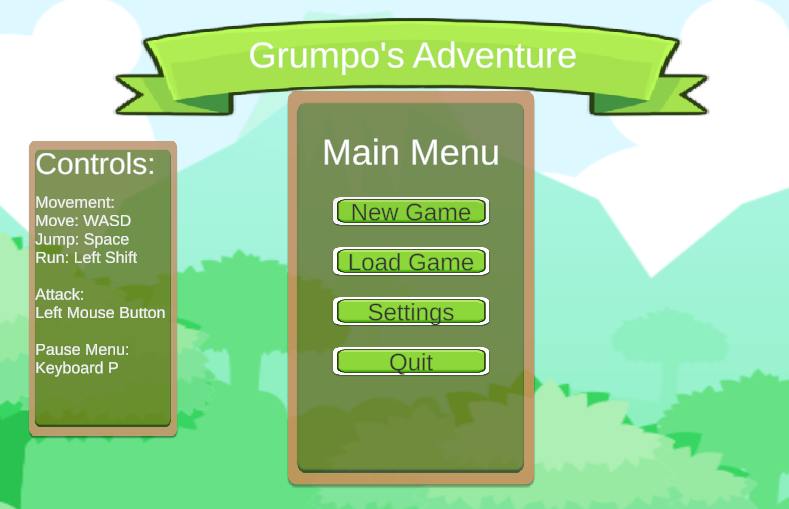 Grumpo's Adventure
Main Menu
New Game
Load Game
Settings
Quit
Controls:
Movement:
Move: WASD
Jump: Space
Run: Left Shift
Attack:
Left Mouse Button
Pause Menu:
Keyboard P